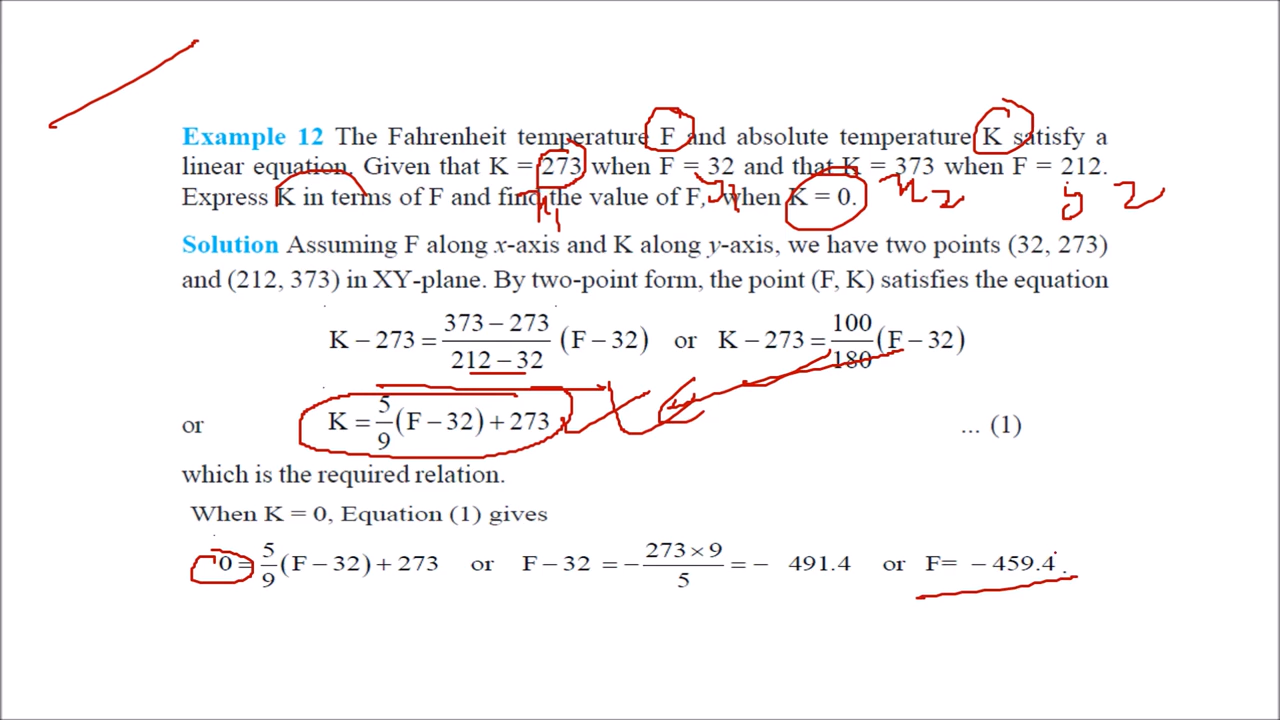 Example 12 The Fahrenheit temperature F and absolute temperature K satisfy a
linear equation. Given that K = 273 when F = 32 and that K = 373 when F = 212.
Express K in terms of F and find the value of F, when K = 0.
x1 y1 x2 y2
Solution Assuming F along x-axis and K along y-axis, we have two points (32, 273)
and (212, 373) in XY-plane. By two-point form, the point (F, K) satisfies the equation
K − 273 = (373 − 273)/(212 − 32) (F − 32) or K − 273 = 100/180 (F − 32)
or K = 5/9 (F − 32) + 273 ... (1)
which is the required relation.
When K = 0, Equation (1) gives
0 = 5/9 (F − 32) + 273 or F − 32 = − (273 × 9)/5 = − 491.4 or F= − 459.4 .